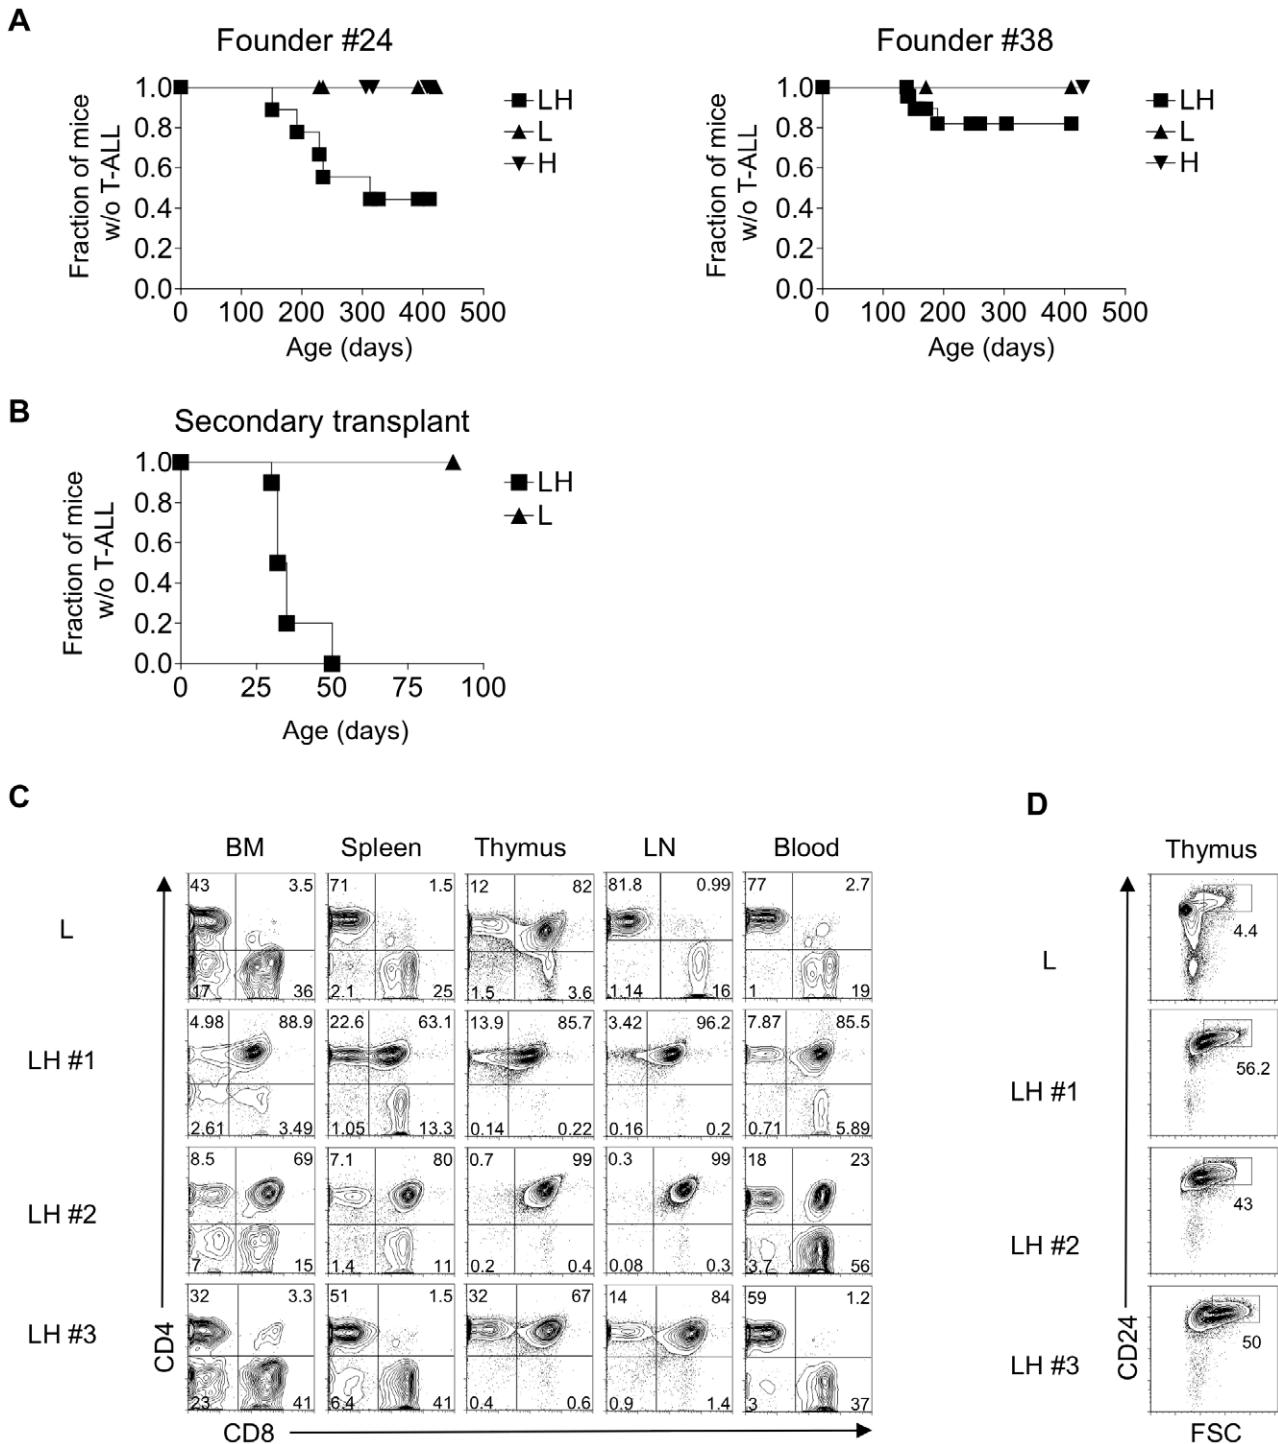 A
Founder #24
Founder #38
1.0
0.8
0.6
0.4
0.2
0.0
Fraction of mice
w/o T-ALL
0 100 200 300 400 500
Age (days)
LH
L
H
1.0
0.8
0.6
0.4
0.2
0.0
Fraction of mice
w/o T-ALL
0 100 200 300 400 500
Age (days)
LH
L
H
B
Secondary transplant
1.0
0.8
0.6
0.4
0.2
0.0
Fraction of mice
w/o T-ALL
0 25 50 75 100
Age (days)
LH
L
C
BM Spleen Thymus LN Blood
L
43 3.5 71 1.5 12 82 81.8 0.99 77 2.7
17 36 2.1 25 1.5 3.6 1.14 16 1 19
LH #1
4.98 88.9 22.6 63.1 13.9 85.7 3.42 96.2 7.87 85.5
2.61 3.49 1.05 13.3 0.14 0.22 0.16 0.2 0.71 5.89
LH #2
8.5 69 7.1 80 0.7 99 0.3 99 18 23
7 15 1.4 11 0.2 0.4 0.08 0.3 3.7 56
LH #3
32 3.3 51 1.5 32 67 14 84 59 1.2
23 41 6.4 41 0.4 0.6 0.9 1.4 3 37
CD4
CD8
D
Thymus
L
4.4
LH #1
56.2
LH #2
43
LH #3
50
CD24
FSC